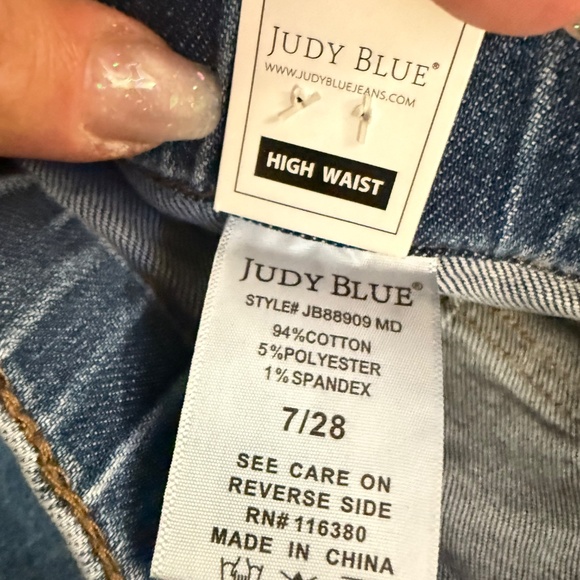 JUDY BLUE®
WWW.JUDYBLUEJEANS.COM
HIGH WAIST
JUDY BLUE®
STYLE# JB88909 MD
94%COTTON
5%POLYESTER
1%SPANDEX
7/28
SEE CARE ON
REVERSE SIDE
RN#116380
MADE IN CHINA